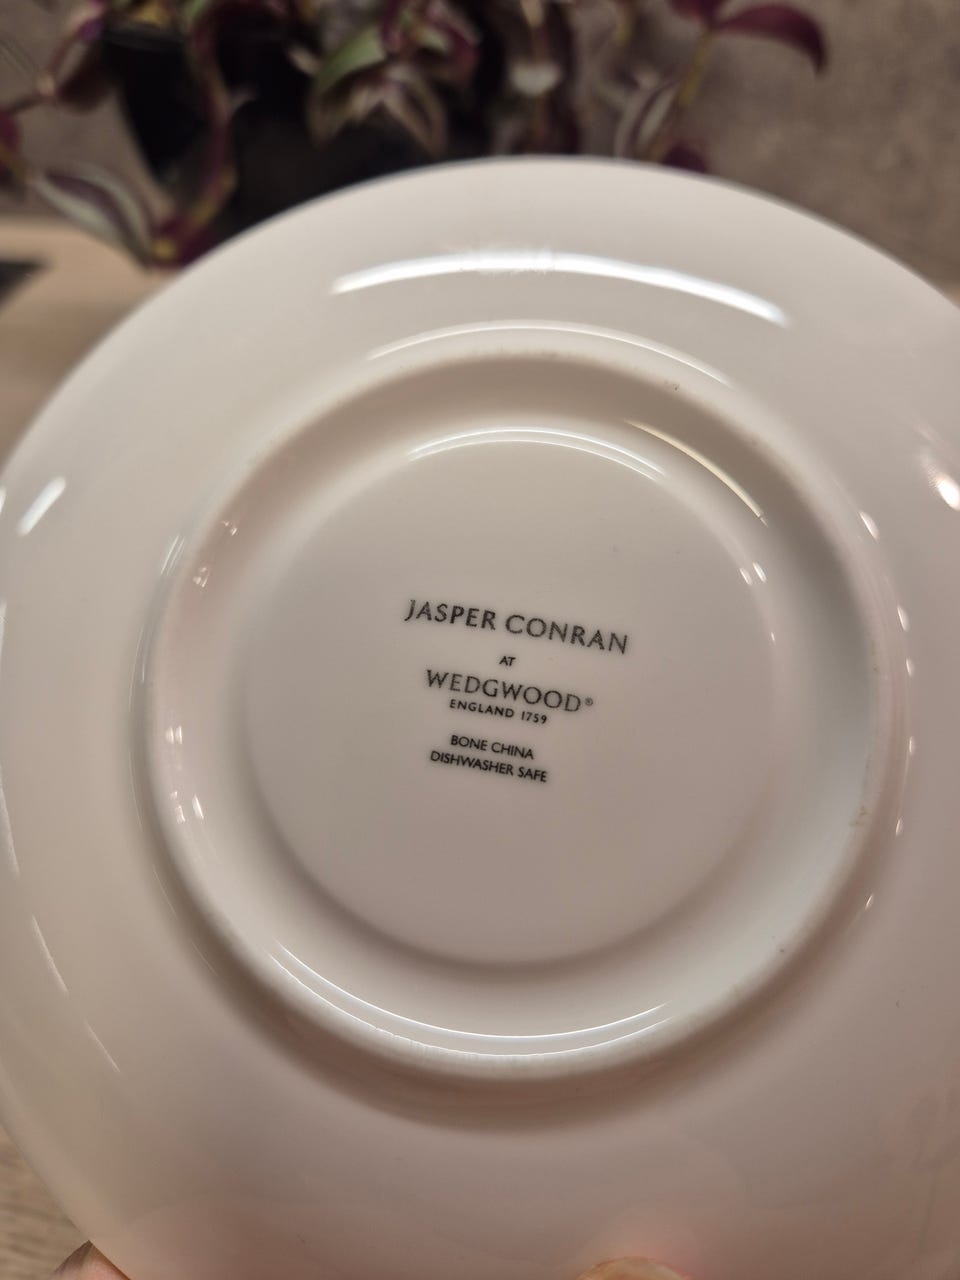 JASPER CONRAN
AT
WEDGWOOD®
ENGLAND 1759
BONE CHINA
DISHWASHER SAFE